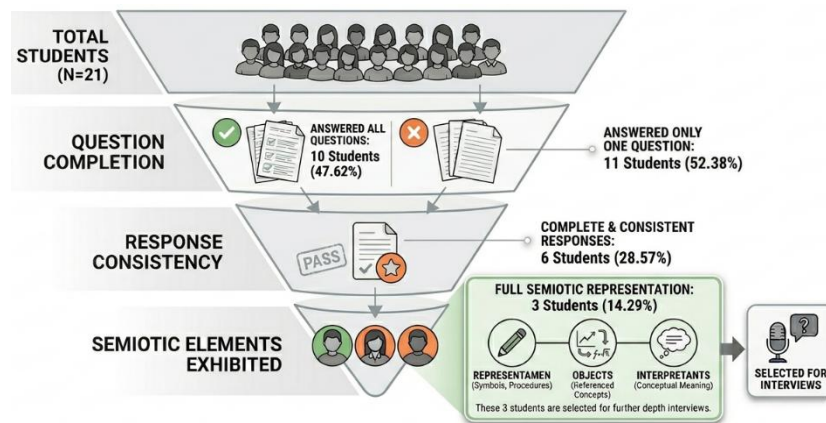 TOTAL
STUDENTS
(N=21)
QUESTION
COMPLETION
ANSWERED ALL
QUESTIONS:
10 Students
(47.62%)
ANSWERED ONLY
ONE QUESTION:
11 Students (52.38%)
RESPONSE
CONSISTENCY
PASS
COMPLETE & CONSISTENT
RESPONSES:
6 Students (28.57%)
SEMIOTIC ELEMENTS
EXHIBITED
FULL SEMIOTIC REPRESENTATION:
3 Students (14.29%)
REPRESENTAMEN
(Symbols, Procedures)
OBJECTS
(Referenced
Concepts)
INTERPRETANTS
(Conceptual Meaning)
These 3 students are selected for further depth interviews.
?
SELECTED FOR
INTERVIEWS